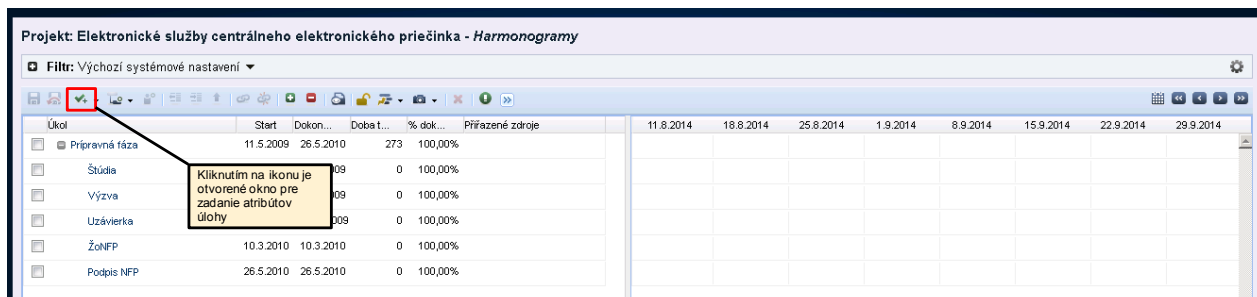 Projekt: Elektronické služby centrálneho elektronického priečinka - Harmonogramy
Filtr: Výchozí systémové nastavení
Úkol Start Dokon... Doba t... % dok... Přiřazené zdroje 11.8.2014 18.8.2014 25.8.2014 1.9.2014 8.9.2014 15.9.2014 22.9.2014 29.9.2014
Prípravná fáza 11.5.2009 26.5.2010 273 100,00%
Štúdia 009 0 100,00%
Výzva 009 0 100,00%
Uzávierka 009 0 100,00%
ŽoNFP 10.3.2010 10.3.2010 0 100,00%
Podpis NFP 26.5.2010 26.5.2010 0 100,00%
Kliknutím na ikonu je
otvorené okno pre
zadanie atribútov
úlohy